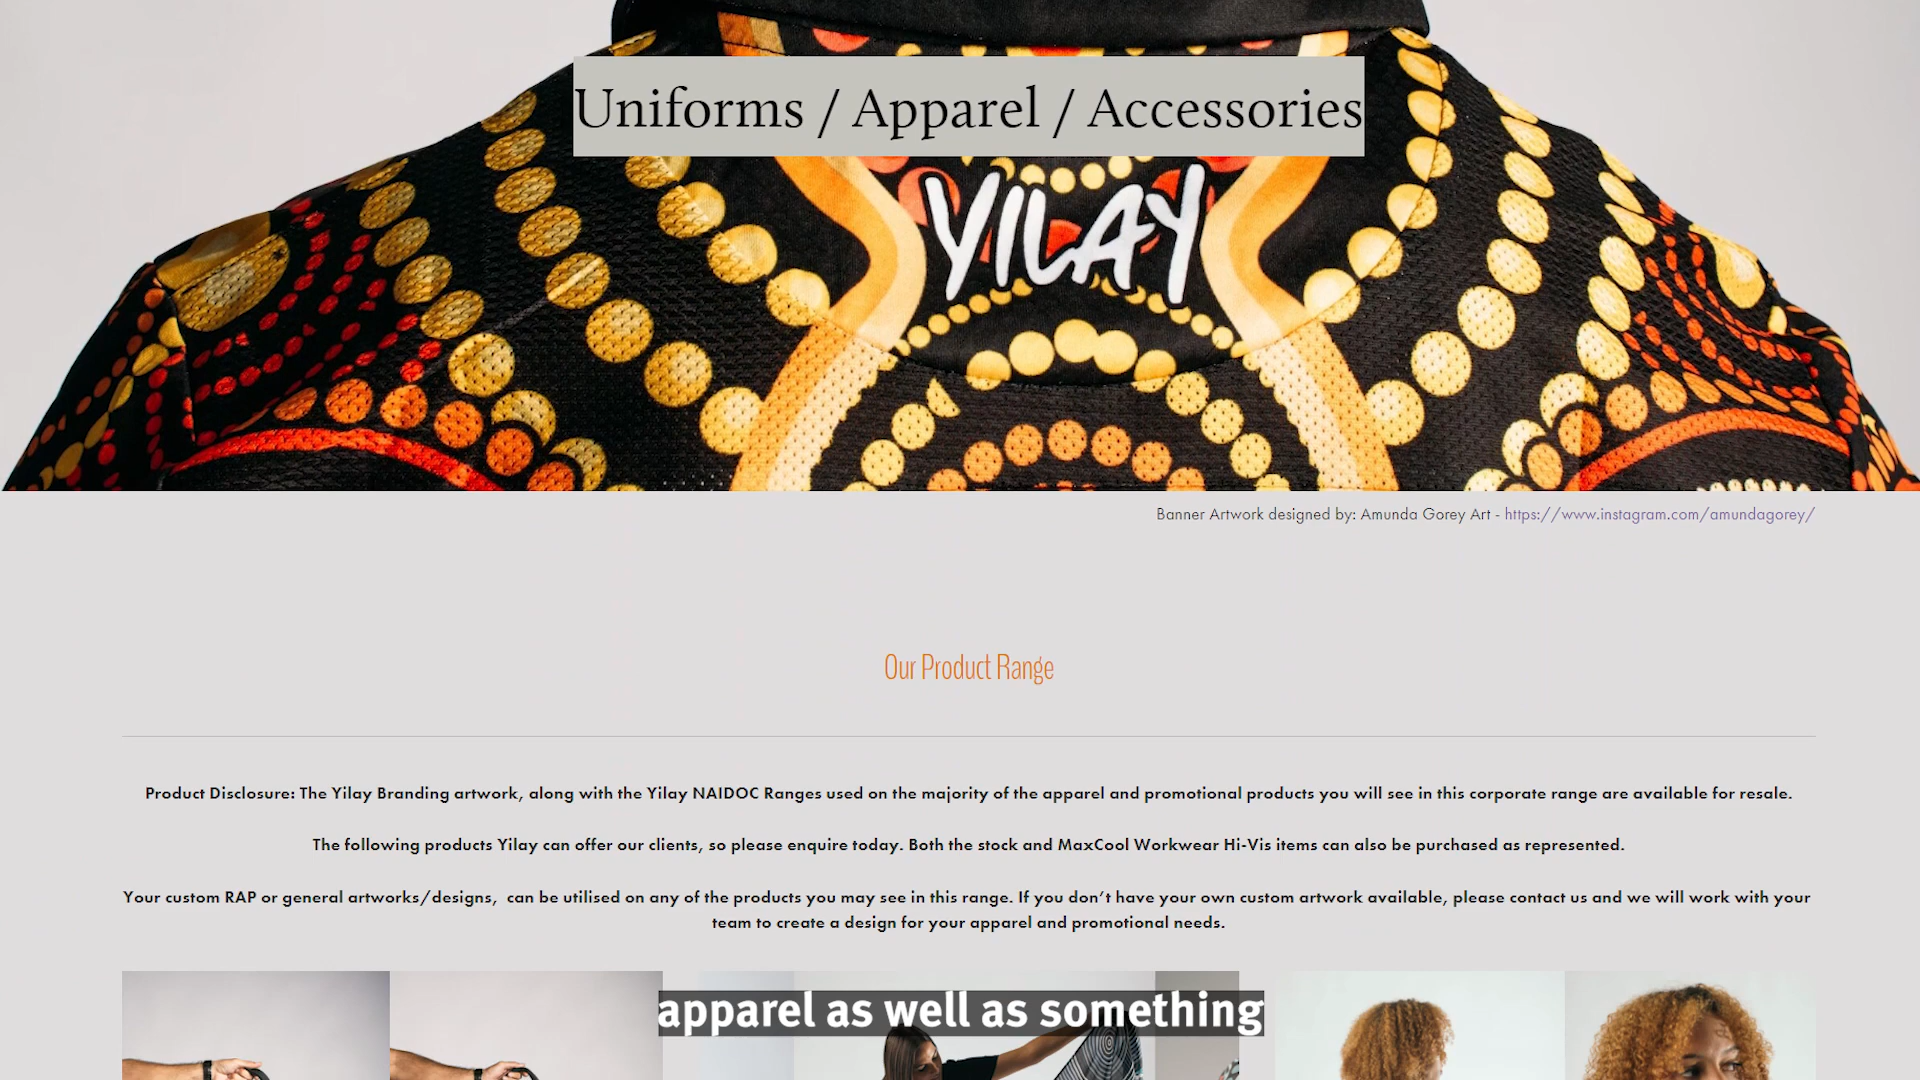 Uniforms / Apparel / Accessories
YILAY
Banner Artwork designed by: Amunda Gorey Art - https://www.instagram.com/amundagorey/
Our Product Range
Product Disclosure: The Yilay Branding artwork, along with the Yilay NAIDOC Ranges used on the majority of the apparel and promotional products you will see in this corporate range are available for resale.
The following products Yilay can offer our clients, so please enquire today. Both the stock and MaxCool Workwear Hi-Vis items can also be purchased as represented.
Your custom RAP or general artworks/designs,  can be utilised on any of the products you may see in this range. If you don't have your own custom artwork available, please contact us and we will work with your
team to create a design for your apparel and promotional needs.
apparel as well as something